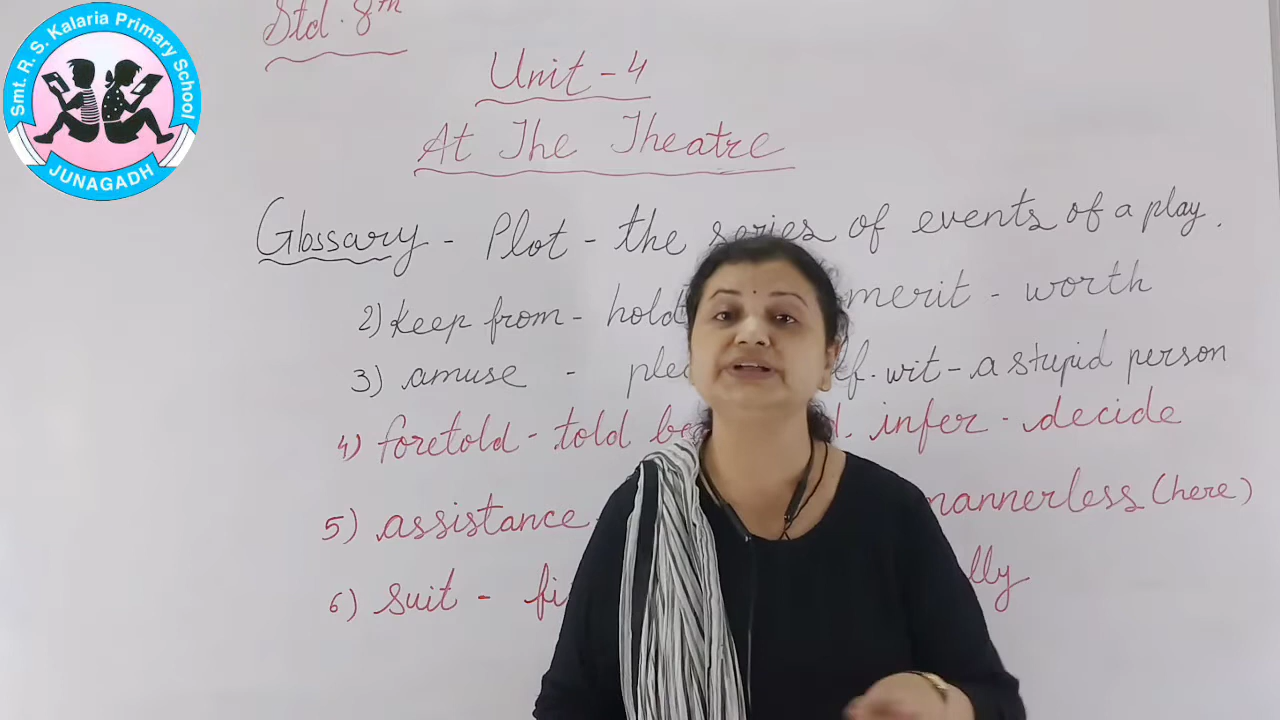 Smt. R. S. Kalaria Primary School
JUNAGADH
Std. 8th
Unit - 4
At The Theatre
Glossary - Plot - the series of events of a play.
2) Keep from - hold merit - worth
3) amuse - wit - a stupid person
4) foretold - told infer - decide
5) assistance mannerless (here)
6) suit -